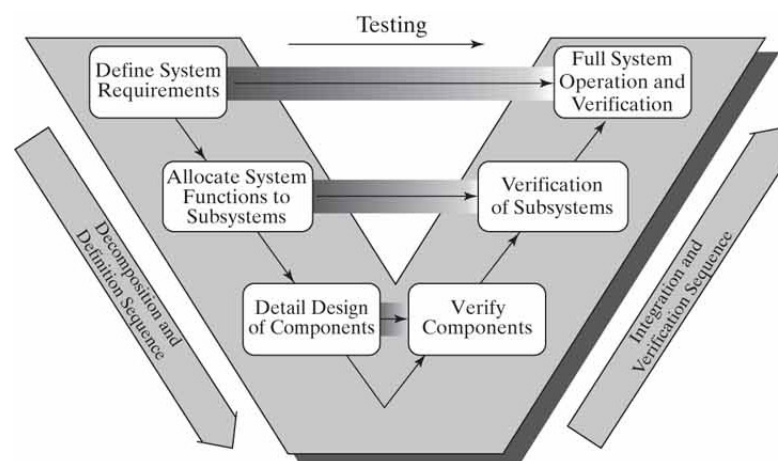 Testing
Define System
Requirements
Full System
Operation and
Verification
Allocate System
Functions to
Subsystems
Verification
of Subsystems
Detail Design
of Components
Verify
Components
Decomposition and
Definition Sequence
Integration and
Verification Sequence